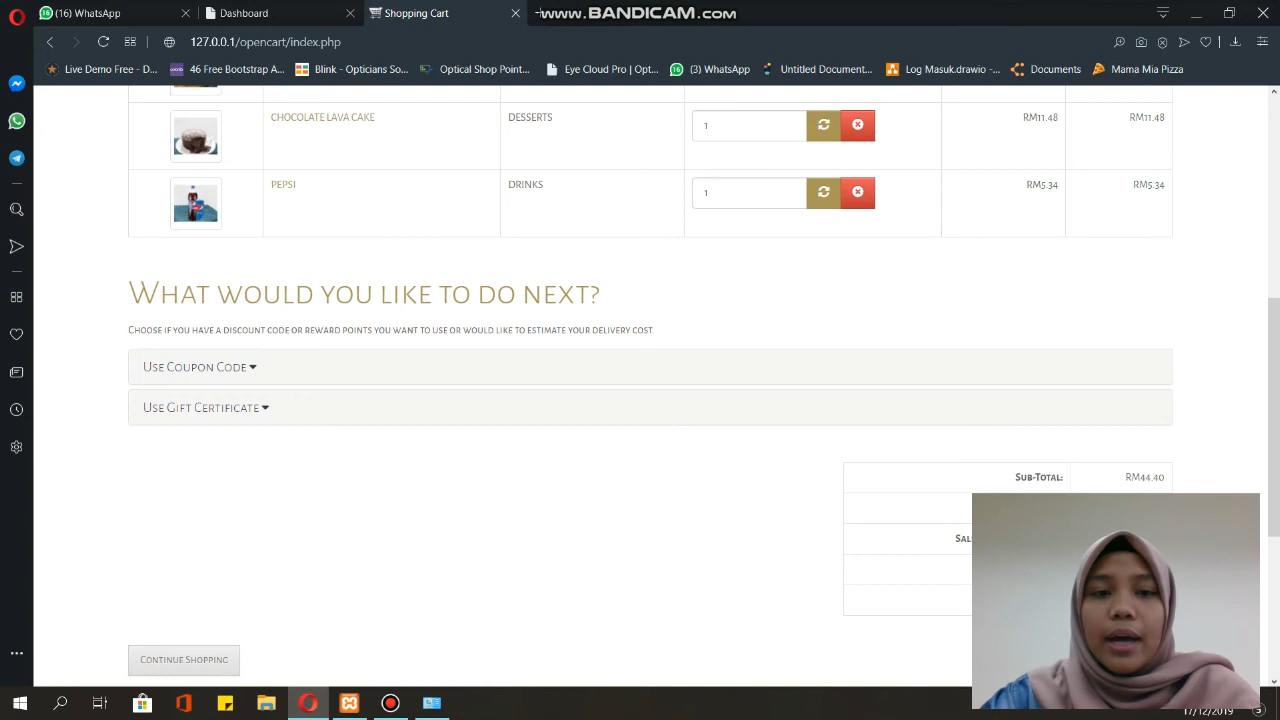 (16) WhatsApp
Dashboard
Shopping Cart
www.BANDICAM.com
127.0.0.1/opencart/index.php
Live Demo Free - D...
46 Free Bootstrap A...
Blink - Opticians So...
Optical Shop Point...
Eye Cloud Pro | Opt...
(3) WhatsApp
Untitled Document...
Log Masuk.drawio -...
Documents
Mama Mia Pizza
CHOCOLATE LAVA CAKE DESSERTS 1 RM11.48 RM11.48
PEPSI DRINKS 1 RM5.34 RM5.34
WHAT WOULD YOU LIKE TO DO NEXT?
CHOOSE IF YOU HAVE A DISCOUNT CODE OR REWARD POINTS YOU WANT TO USE OR WOULD LIKE TO ESTIMATE YOUR DELIVERY COST.
USE COUPON CODE
USE GIFT CERTIFICATE
SUB-TOTAL: RM44.40
CONTINUE SHOPPING
17/12/2019